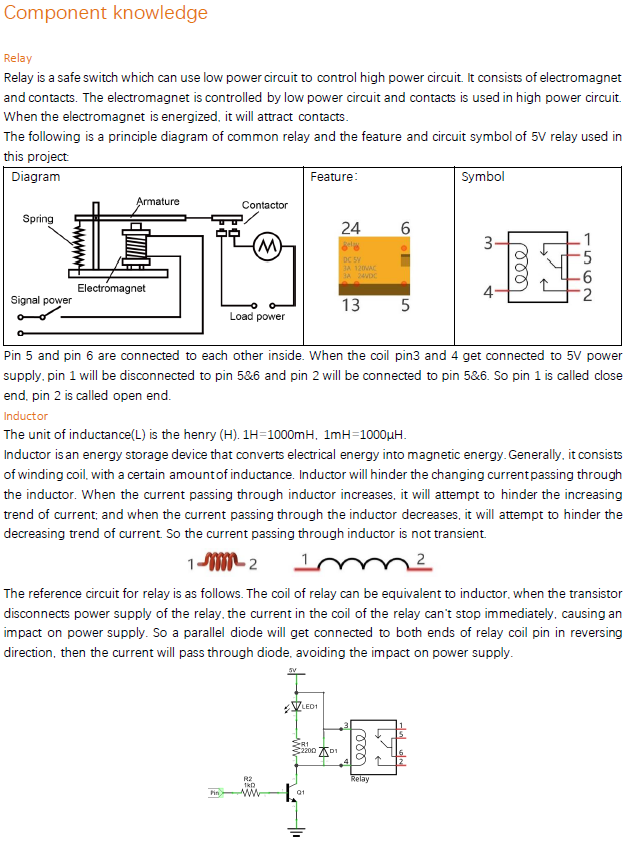 Component knowledge
Relay
Relay is a safe switch which can use low power circuit to control high power circuit. It consists of electromagnet
and contacts. The electromagnet is controlled by low power circuit and contacts is used in high power circuit.
When the electromagnet is energized, it will attract contacts.
The following is a principle diagram of common relay and the feature and circuit symbol of 5V relay used in
this project:
Diagram
Feature:
Symbol
Armature
Contactor
Spring
M
Electromagnet
Signal power
Load power
24 6
Relay
DC 5V
3A 120VAC
3A 24VDC
13 5
3
4
1
5
6
2
Pin 5 and pin 6 are connected to each other inside. When the coil pin3 and 4 get connected to 5V power
supply, pin 1 will be disconnected to pin 5&6 and pin 2 will be connected to pin 5&6. So pin 1 is called close
end, pin 2 is called open end.
Inductor
The unit of inductance(L) is the henry (H). 1H=1000mH, 1mH=1000μH.
Inductor is an energy storage device that converts electrical energy into magnetic energy. Generally, it consists
of winding coil, with a certain amount of inductance. Inductor will hinder the changing current passing through
the inductor. When the current passing through inductor increases, it will attempt to hinder the increasing
trend of current; and when the current passing through the inductor decreases, it will attempt to hinder the
decreasing trend of current. So the current passing through inductor is not transient.
1 2 1 2
The reference circuit for relay is as follows. The coil of relay can be equivalent to inductor, when the transistor
disconnects power supply of the relay, the current in the coil of the relay can't stop immediately, causing an
impact on power supply. So a parallel diode will get connected to both ends of relay coil pin in reversing
direction, then the current will pass through diode, avoiding the impact on power supply.
5V
LED1
R1
220Ω
D1
3
4
1
5
6
2
Relay
R2
1kΩ
Pin
Q1